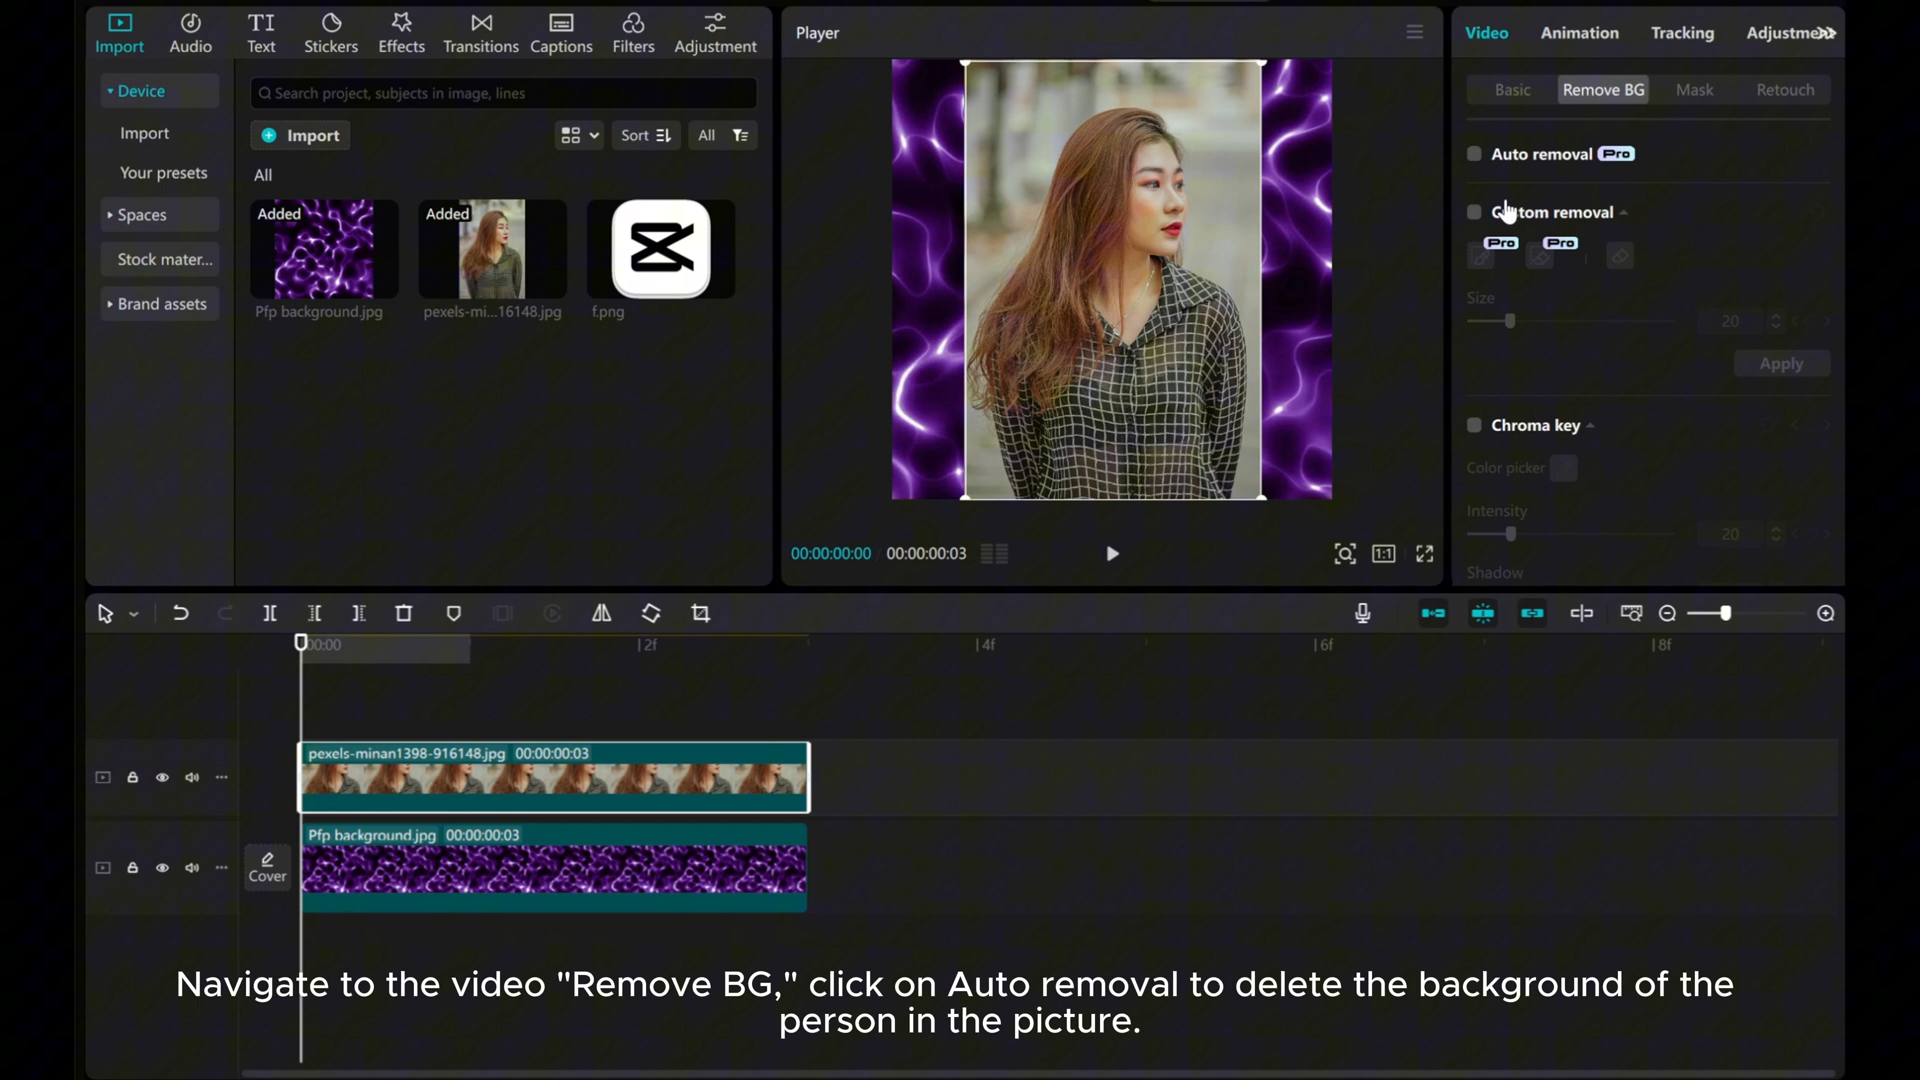 Import
Audio
Text
Stickers
Effects
Transitions
Captions
Filters
Adjustment
Device
Import
Your presets
Spaces
Stock mater...
Brand assets
Search project, subjects in image, lines
Import
Sort
All
All
Added
Added
Pfp background.jpg
pexels-mi...16148.jpg
f.png
Player
00:00:00:00
00:00:00:03
1:1
Video
Animation
Tracking
Basic
Remove BG
Mask
Retouch
Auto removal Pro
removal
Pro
Pro
Size
20
Apply
Chroma key
Color picker
Intensity
20
Shadow
00:00
2f
4f
6f
8f
pexels-minan1398-916148.jpg 00:00:00:03
Cover
Pfp background.jpg 00:00:00:03
Navigate to the video "Remove BG," click on Auto removal to delete the background of the
person in the picture.